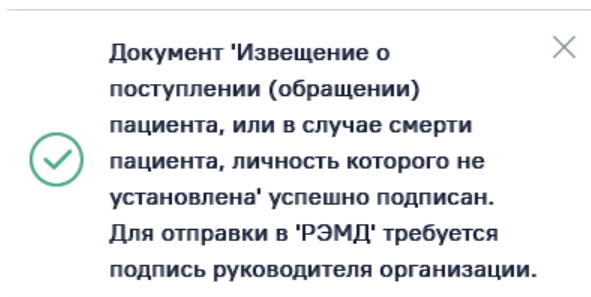 Документ 'Извещение о
поступлении (обращении)
пациента, или в случае смерти
пациента, личность которого не
установлена' успешно подписан.
Для отправки в 'РЭМД' требуется
подпись руководителя организации.